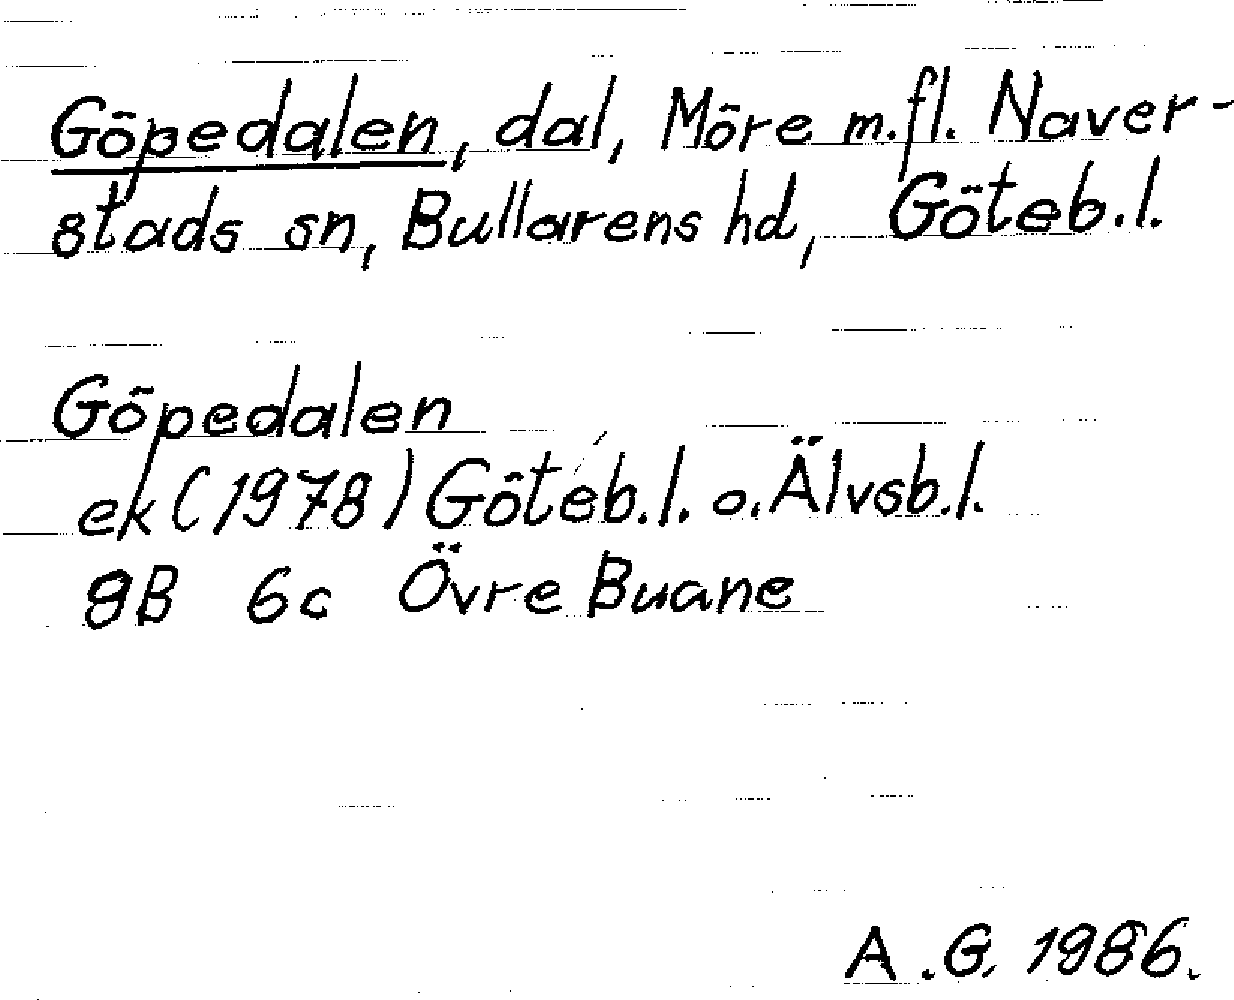 Göpedalen, dal, Möre m.fl. Naver-
stads sn, Bullarens hd, Göteb.l.
Göpedalen
ek (1978) Göteb.l. o. Älvsb.l.
9B 6c Övre Buane
A.G. 1986.